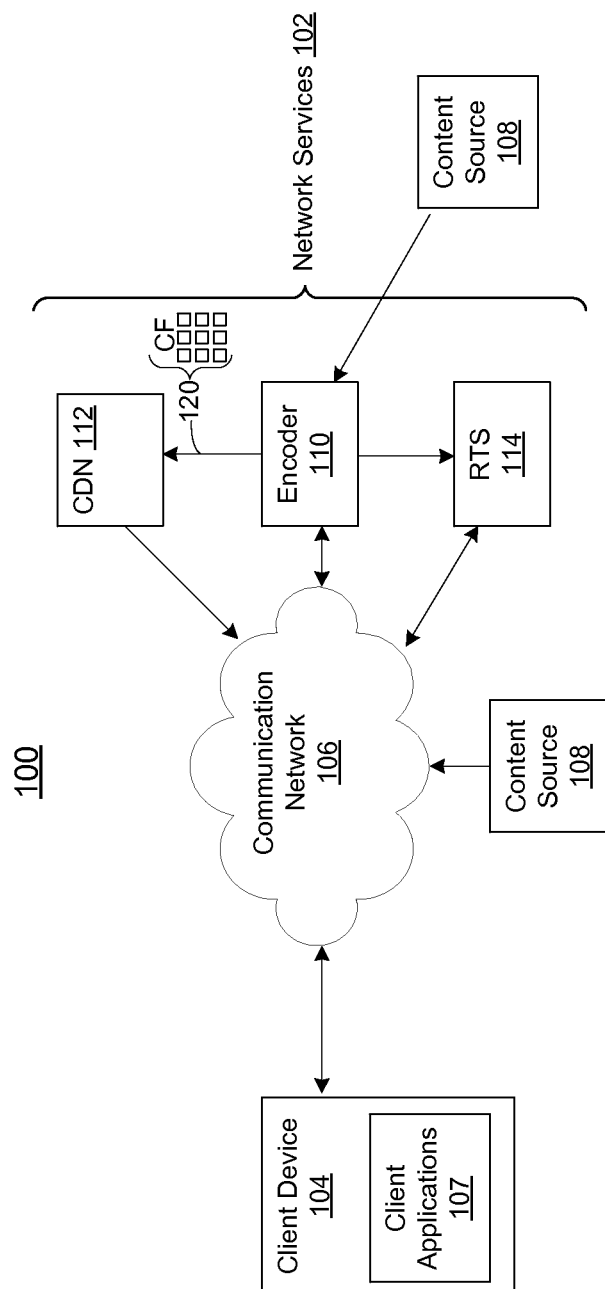 100
Client Device
104
Client
Applications
107
Communication
Network
106
Content
Source
108
CDN 112
120
CF
Encoder
110
RTS
114
Network Services 102
Content
Source
108